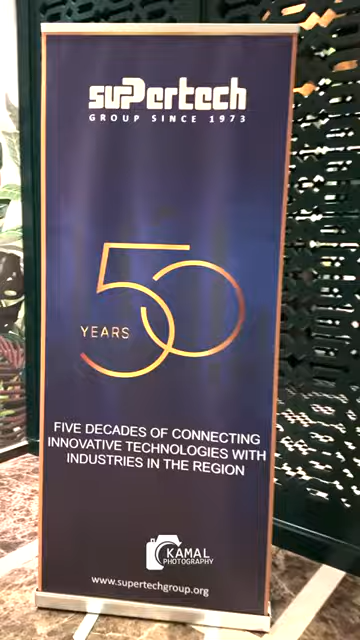 suPertech
GROUP SINCE 1973
50
YEARS
FIVE DECADES OF CONNECTING
INNOVATIVE TECHNOLOGIES WITH
INDUSTRIES IN THE REGION
KAMAL
PHOTOGRAPHY
www.supertechgroup.org